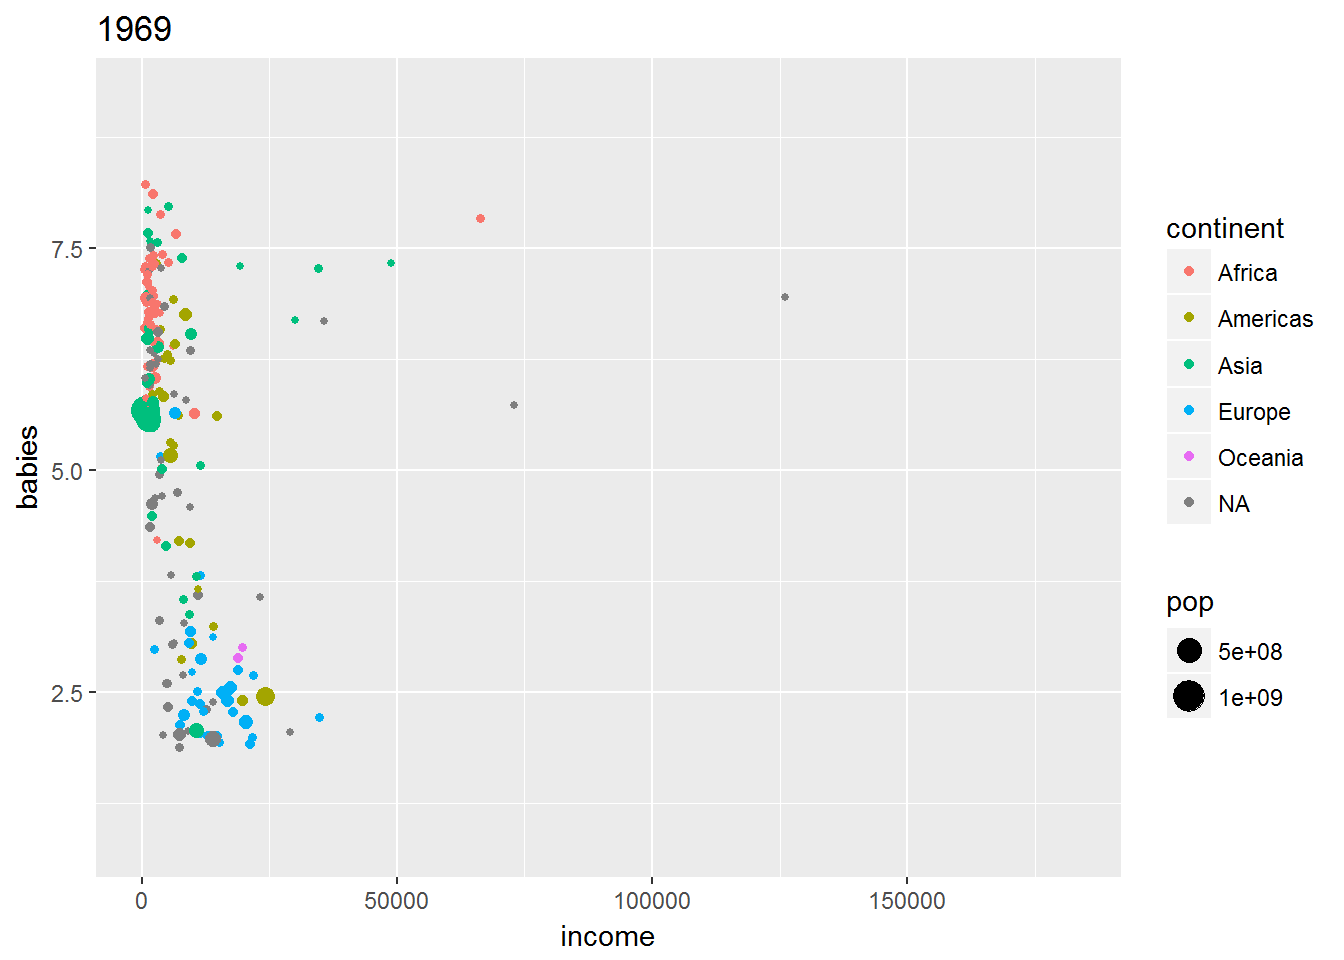 1969
babies
7.5
5.0
2.5
0
50000
100000
150000
income
continent
Africa
Americas
Asia
Europe
Oceania
NA
pop
5e+08
1e+09